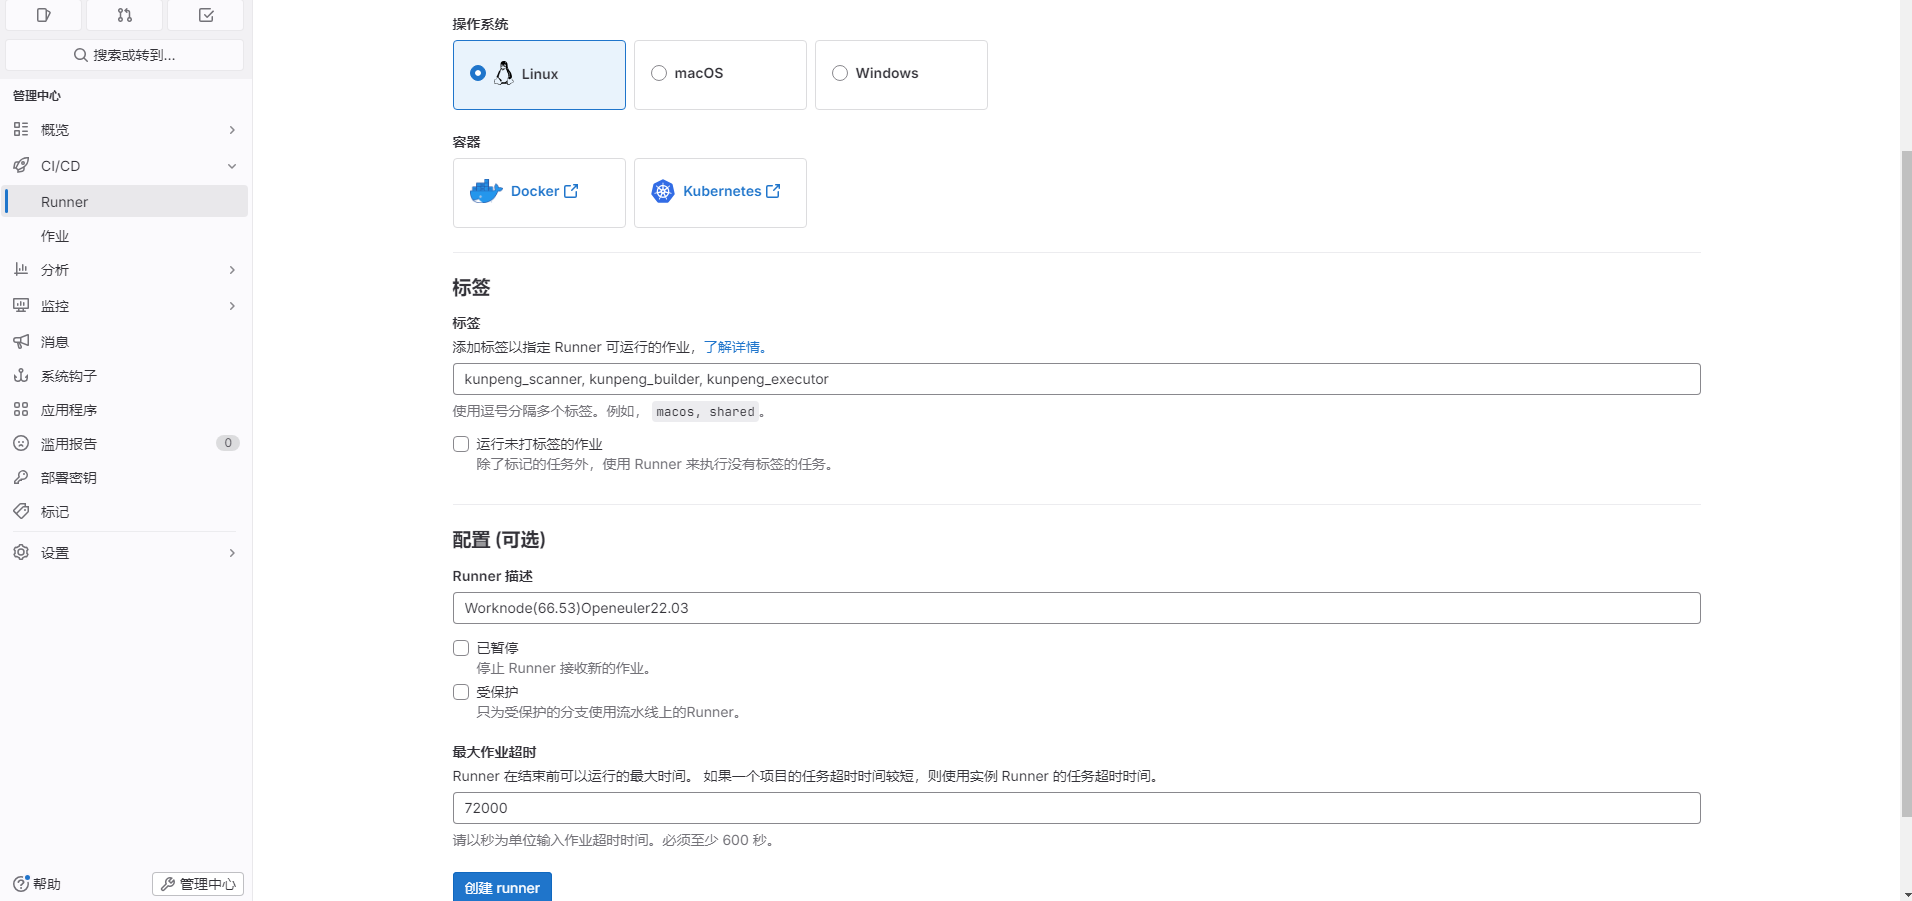 搜索或转到...
管理中心
概览
CI/CD
Runner
作业
分析
监控
消息
系统钩子
应用程序
滥用报告
0
部署密钥
标记
设置
帮助
管理中心
操作系统
Linux
macOS
Windows
容器
Docker
Kubernetes
标签
标签
添加标签以指定 Runner 可运行的作业，了解详情。
kunpeng_scanner, kunpeng_builder, kunpeng_executor
使用逗号分隔多个标签。例如， macos, shared。
运行未打标签的作业
除了标记的任务外，使用 Runner 来执行没有标签的任务。
配置 (可选)
Runner 描述
Worknode(66.53)Openeuler22.03
已暂停
停止 Runner 接收新的作业。
受保护
只为受保护的分支使用流水线上的Runner。
最大作业超时
Runner 在结束前可以运行的最大时间。 如果一个项目的任务超时时间较短，则使用实例 Runner 的任务超时时间。
72000
请以秒为单位输入作业超时时间。必须至少 600 秒。
创建 runner